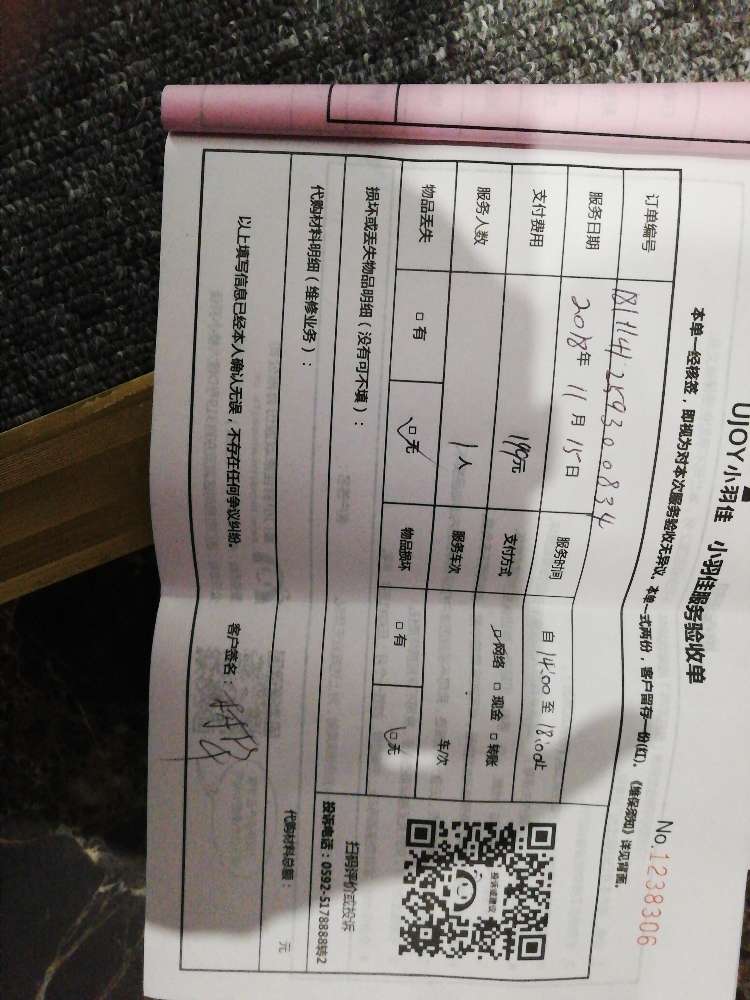 UJOY小羽佳 小羽佳服务验收单
No.1238306
本单一经核签，即视为对本次服务验收无异议。本单一式两份，客户留存一份(红)。《维保须知》详见背面。
订单编号
服务日期 2018年 11月 15日 服务时间 自 14:00 至 18:00止
支付费用 190元 支付方式 ☑网络 □现金 □转账
服务人数 1人 服务车次 车/次
物品丢失 □有 ☑无 物品损坏 □有 ☑无
投诉或建议
扫码评价或投诉
投诉电话：0592-5178888转2
损坏或丢失物品明细（没有可不填）：
代购材料明细（维修业务）：
代购材料总额： 元
以上填写信息已经本人确认无误，不存在任何争议纠纷。 客户签名：